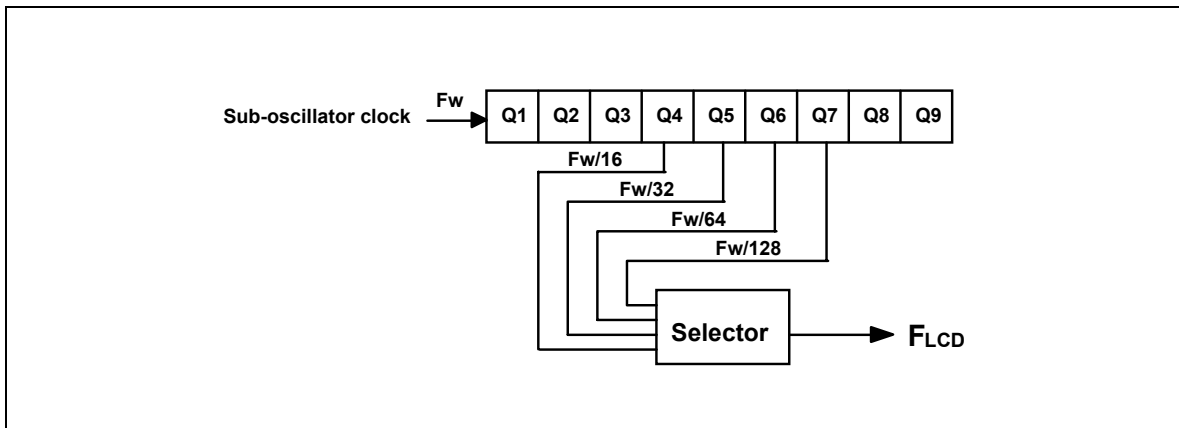 Fw
Sub-oscillator clock
Q1 Q2 Q3 Q4 Q5 Q6 Q7 Q8 Q9
Fw/16
Fw/32
Fw/64
Fw/128
Selector
FLCD